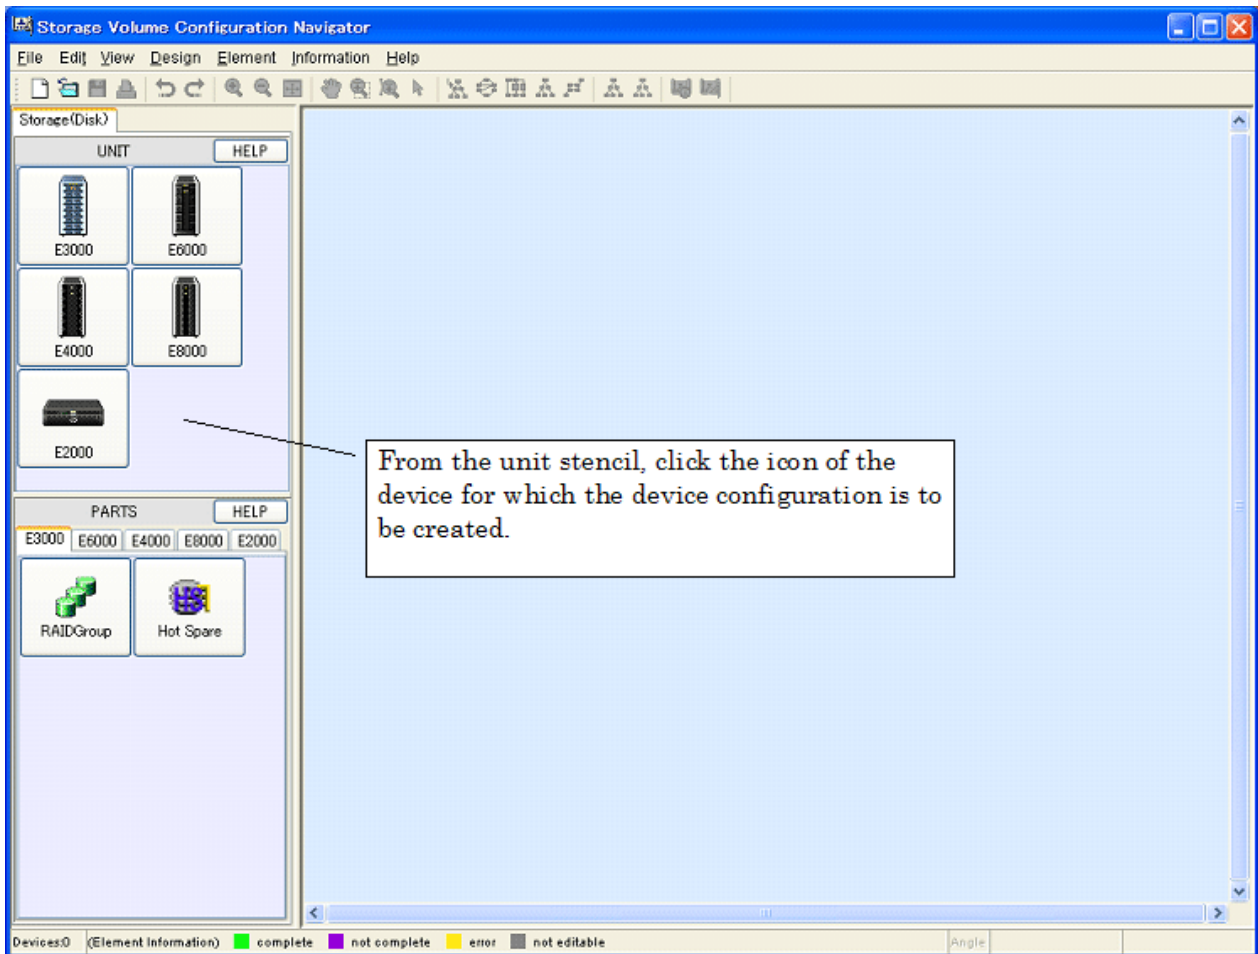 Storage Volume Configuration Navigator
File Edit View Design Element Information Help
Storage(Disk)
UNIT HELP
E3000 E6000
E4000 E8000
E2000
From the unit stencil, click the icon of the
device for which the device configuration is to
be created.
PARTS HELP
E3000 E6000 E4000 E8000 E2000
HS
RAIDGroup Hot Spare
Devices:0 (Element Information) complete not complete error not editable Angle